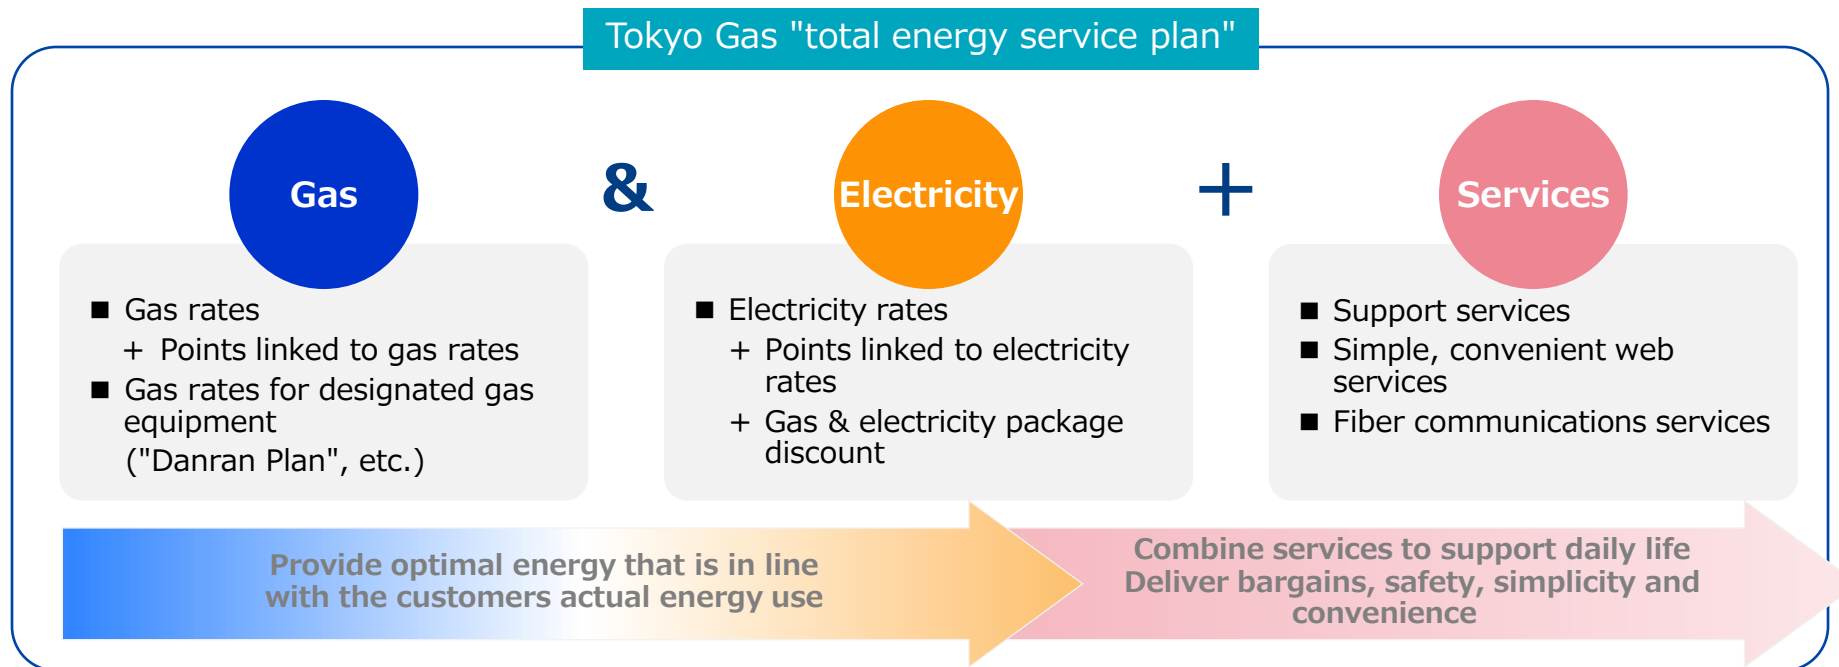 Tokyo Gas "total energy service plan"
Gas
&
Electricity
+
Services
■ Gas rates
+ Points linked to gas rates
■ Gas rates for designated gas
equipment
("Danran Plan", etc.)
■ Electricity rates
+ Points linked to electricity
rates
+ Gas & electricity package
discount
■ Support services
■ Simple, convenient web
services
■ Fiber communications services
Provide optimal energy that is in line
with the customers actual energy use
Combine services to support daily life
Deliver bargains, safety, simplicity and
convenience